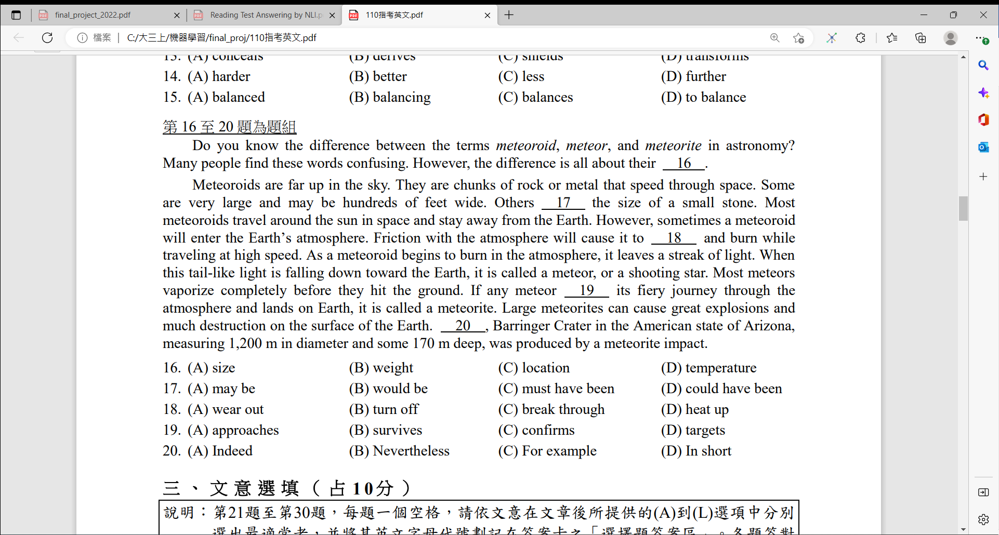 final_project_2022.pdf
Reading Test Answering by NLI.p
110指考英文.pdf
檔案
C:/大三上/機器學習/final_proj/110指考英文.pdf
13. (A) conceals (B) derives (C) shields (D) transforms
14. (A) harder (B) better (C) less (D) further
15. (A) balanced (B) balancing (C) balances (D) to balance
第 16 至 20 題為題組
Do you know the difference between the terms meteoroid, meteor, and meteorite in astronomy?
Many people find these words confusing. However, the difference is all about their 16 .
Meteoroids are far up in the sky. They are chunks of rock or metal that speed through space. Some
are very large and may be hundreds of feet wide. Others 17 the size of a small stone. Most
meteoroids travel around the sun in space and stay away from the Earth. However, sometimes a meteoroid
will enter the Earth’s atmosphere. Friction with the atmosphere will cause it to 18 and burn while
traveling at high speed. As a meteoroid begins to burn in the atmosphere, it leaves a streak of light. When
this tail-like light is falling down toward the Earth, it is called a meteor, or a shooting star. Most meteors
vaporize completely before they hit the ground. If any meteor 19 its fiery journey through the
atmosphere and lands on Earth, it is called a meteorite. Large meteorites can cause great explosions and
much destruction on the surface of the Earth. 20 , Barringer Crater in the American state of Arizona,
measuring 1,200 m in diameter and some 170 m deep, was produced by a meteorite impact.
16. (A) size (B) weight (C) location (D) temperature
17. (A) may be (B) would be (C) must have been (D) could have been
18. (A) wear out (B) turn off (C) break through (D) heat up
19. (A) approaches (B) survives (C) confirms (D) targets
20. (A) Indeed (B) Nevertheless (C) For example (D) In short
三、文意選填（占10分）
說明：第21題至第30題，每題一個空格，請依文意在文章後所提供的(A)到(L)選項中分別
選出最適當者，並將其英文字母代號劃記在答案卡之「選擇題答案區」。各題答對